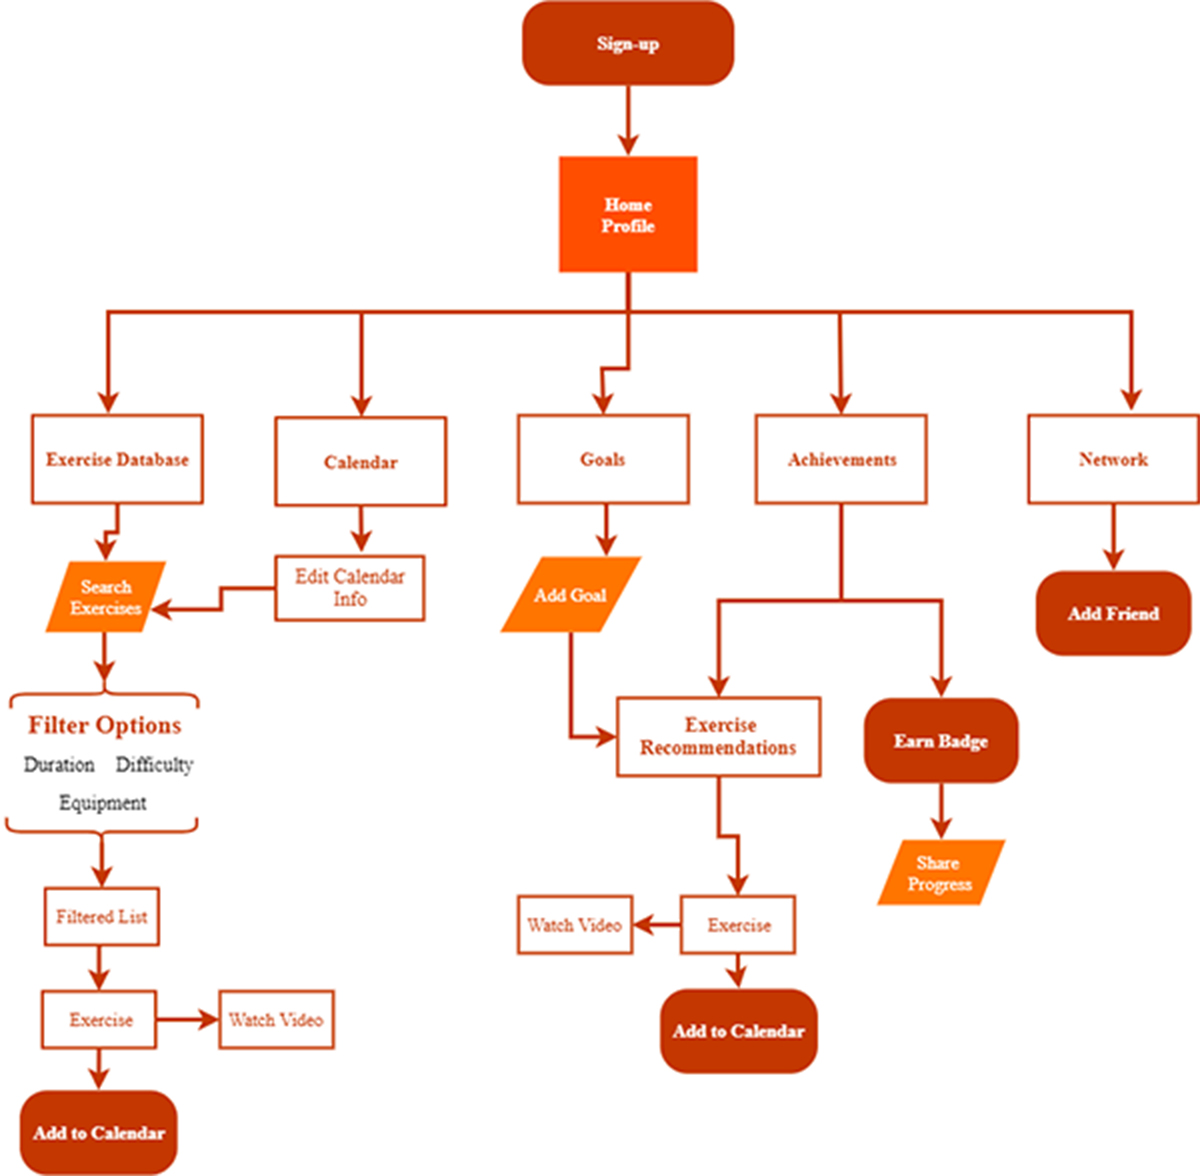 Sign-up
Home
Profile
Exercise Database
Calendar
Goals
Achievements
Network
Search
Exercises
Edit Calendar
Info
Add Goal
Add Friend
Filter Options
Duration Difficulty
Equipment
Exercise
Recommendations
Earn Badge
Share
Progress
Filtered List
Watch Video
Exercise
Exercise
Watch Video
Add to Calendar
Add to Calendar